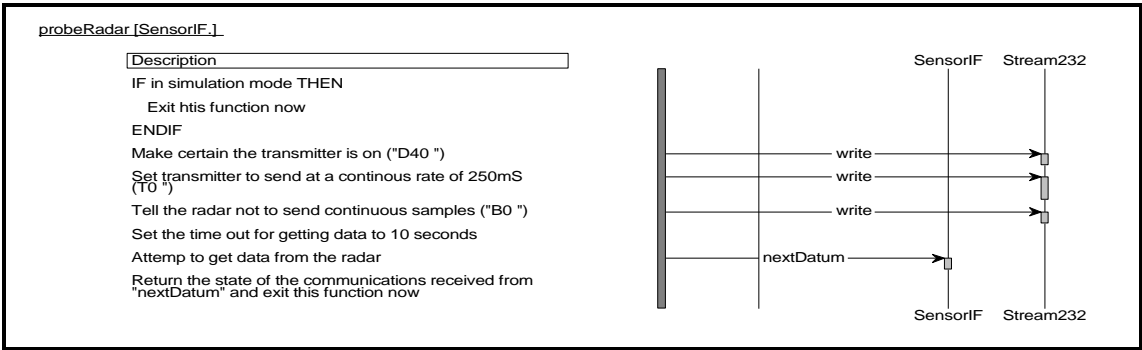 probeRadar [SensorIF.]
Description
SensorIF Stream232
IF in simulation mode THEN
Exit htis function now
ENDIF
Make certain the transmitter is on ("D40 ")
write
Set transmitter to send at a continous rate of 250mS
(T0 ")
write
Tell the radar not to send continuous samples ("B0 ")
write
Set the time out for getting data to 10 seconds
Attemp to get data from the radar
nextDatum
Return the state of the communications received from
"nextDatum" and exit this function now
SensorIF Stream232